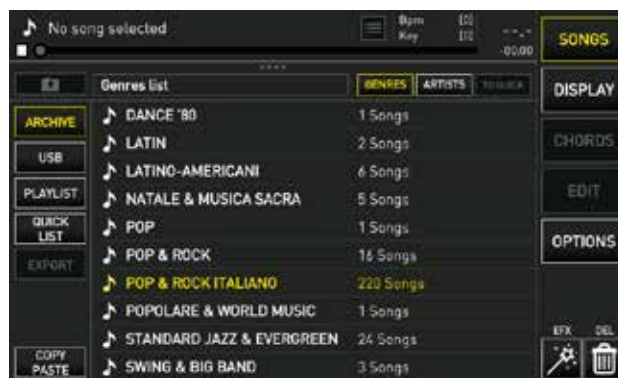 No song selected
Bpm [0]
Key [0]
--.-
-00:00
SONGS
Genres list
GENRES
ARTISTS
DISPLAY
ARCHIVE
USB
PLAYLIST
QUICK
LIST
EXPORT
COPY
PASTE
DANCE '80 1 Songs
LATIN 2 Songs
LATINO-AMERICANI 6 Songs
NATALE & MUSICA SACRA 5 Songs
POP 1 Songs
POP & ROCK 16 Songs
POP & ROCK ITALIANO 220 Songs
POPOLARE & WORLD MUSIC 1 Songs
STANDARD JAZZ & EVERGREEN 24 Songs
SWING & BIG BAND 3 Songs
CHORDS
EDIT
OPTIONS
EFX
DEL